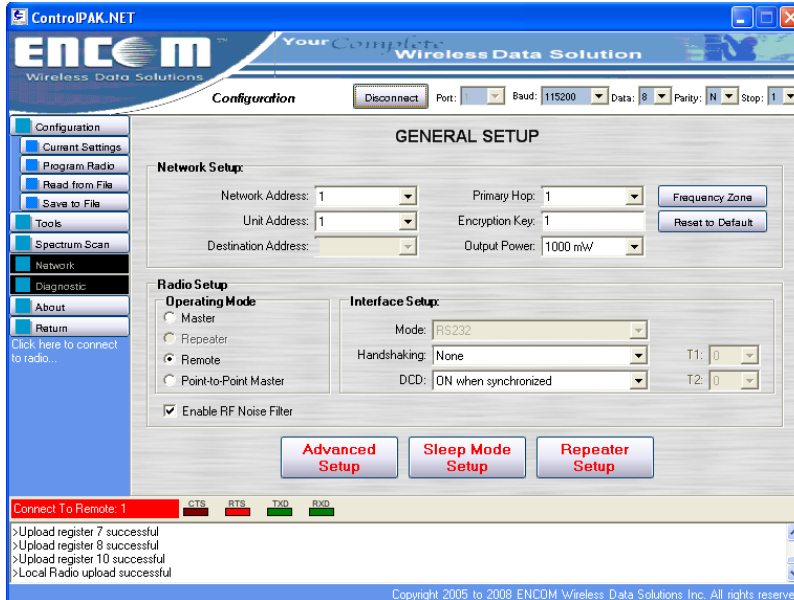 ControlPAK.NET
ENCOM ™
Wireless Data Solutions
Your Complete
Wireless Data Solution
Configuration
Disconnect Port: 1 Baud: 115200 Data: 8 Parity: N Stop: 1
Configuration
Current Settings
Program Radio
Read from File
Save to File
Tools
Spectrum Scan
Network
Diagnostic
About
Return
Click here to connect
to radio...
GENERAL SETUP
Network Setup:
Network Address: 1 Primary Hop: 1 Frequency Zone
Unit Address: 1 Encryption Key: 1 Reset to Default
Destination Address: Output Power: 1000 mW
Radio Setup
Operating Mode
Master
Repeater
Remote
Point-to-Point Master
Interface Setup:
Mode: RS232
Handshaking: None T1: 0
DCD: ON when synchronized T2: 0
Enable RF Noise Filter
Advanced
Setup
Sleep Mode
Setup
Repeater
Setup
Connect To Remote: 1 CTS RTS TXD RXD
>Upload register 7 successful
>Upload register 8 successful
>Upload register 10 successful
>Local Radio upload successful
Copyright 2005 to 2008 ENCOM Wireless Data Solutions Inc. All rights reserve